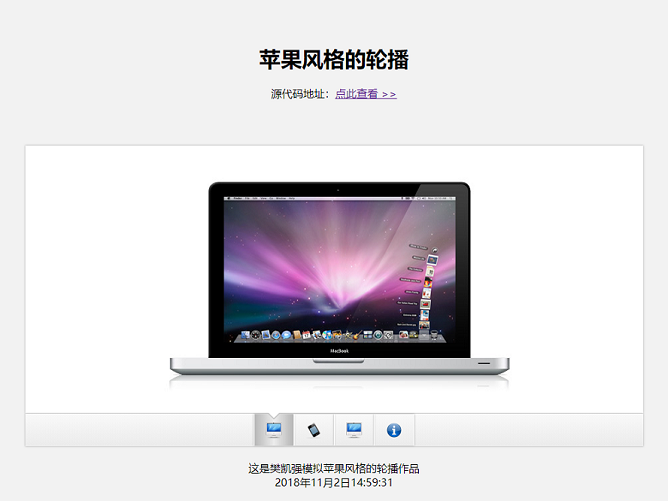 苹果风格的轮播
源代码地址：点此查看 >>
MacBook
这是樊凯强模拟苹果风格的轮播作品
2018年11月2日14:59:31